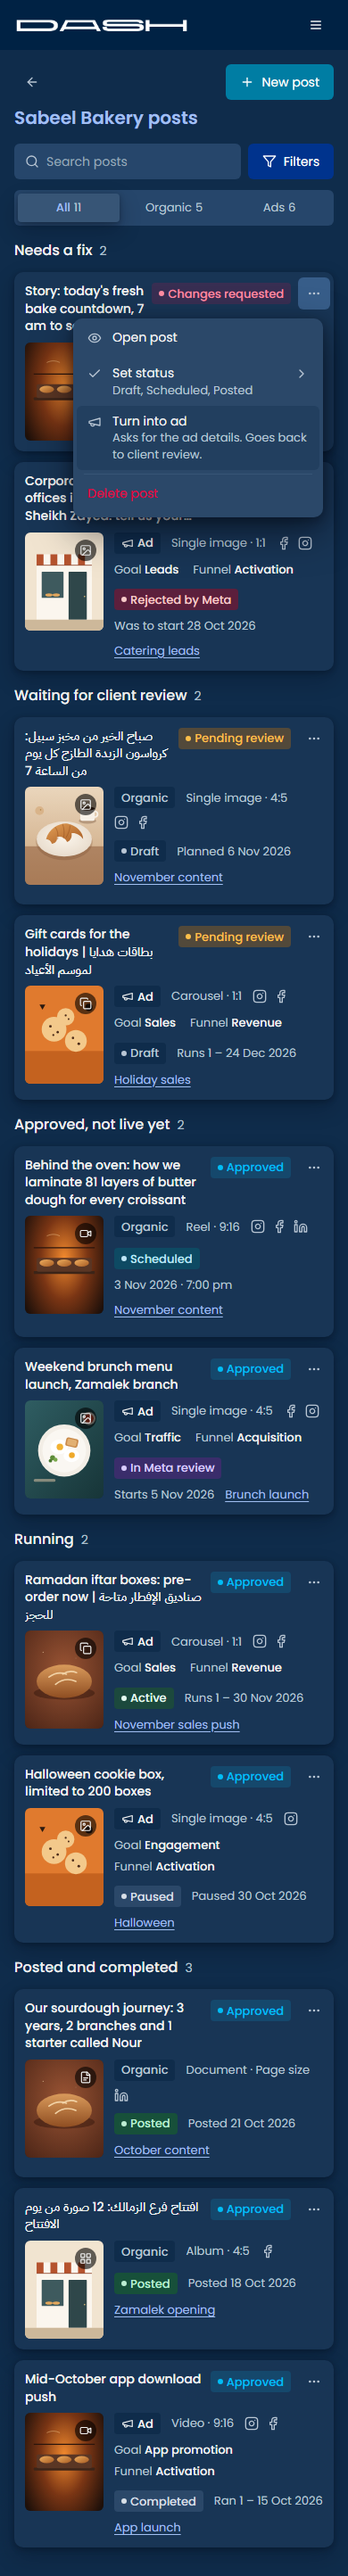 DASH
New post
Sabeel Bakery posts
Search posts
Filters
All 11
Organic 5
Ads 6
Needs a fix 2
Story: today's fresh
bake countdown, 7
am to
Changes requested
Open post
Set status
Draft, Scheduled, Posted
Turn into ad
Asks for the ad details. Goes back
to client review.
Delete post
offices
Sheikh Zayed: tell us your...
Ad
Single image · 1:1
Goal Leads
Funnel Activation
Rejected by Meta
Was to start 28 Oct 2026
Catering leads
Waiting for client review 2
صباح الخير من مخبز سبيل:
كرواسون الزبدة الطازج كل يوم
من الساعة 7
Pending review
Organic
Single image · 4:5
Draft
Planned 6 Nov 2026
November content
Gift cards for the
holidays | بطاقات هدايا
لموسم الأعياد
Pending review
Ad
Carousel · 1:1
Goal Sales
Funnel Revenue
Draft
Runs 1 – 24 Dec 2026
Holiday sales
Approved, not live yet 2
Behind the oven: how we
laminate 81 layers of butter
dough for every croissant
Approved
Organic
Reel · 9:16
Scheduled
3 Nov 2026 · 7:00 pm
November content
Weekend brunch menu
launch, Zamalek branch
Approved
Ad
Single image · 4:5
Goal Traffic
Funnel Acquisition
In Meta review
Starts 5 Nov 2026
Brunch launch
Running 2
Ramadan iftar boxes: pre-
order now | صناديق الإفطار متاحة
للحجز
Approved
Ad
Carousel · 1:1
Goal Sales
Funnel Revenue
Active
Runs 1 – 30 Nov 2026
November sales push
Halloween cookie box,
limited to 200 boxes
Approved
Ad
Single image · 4:5
Goal Engagement
Funnel Activation
Paused
Paused 30 Oct 2026
Halloween
Posted and completed 3
Our sourdough journey: 3
years, 2 branches and 1
starter called Nour
Approved
Organic
Document · Page size
Posted
Posted 21 Oct 2026
October content
افتتاح فرع الزمالك: 12 صورة من يوم
الافتتاح
Approved
Organic
Album · 4:5
Posted
Posted 18 Oct 2026
Zamalek opening
Mid-October app download
push
Approved
Ad
Video · 9:16
Goal App promotion
Funnel Activation
Completed
Ran 1 – 15 Oct 2026
App launch